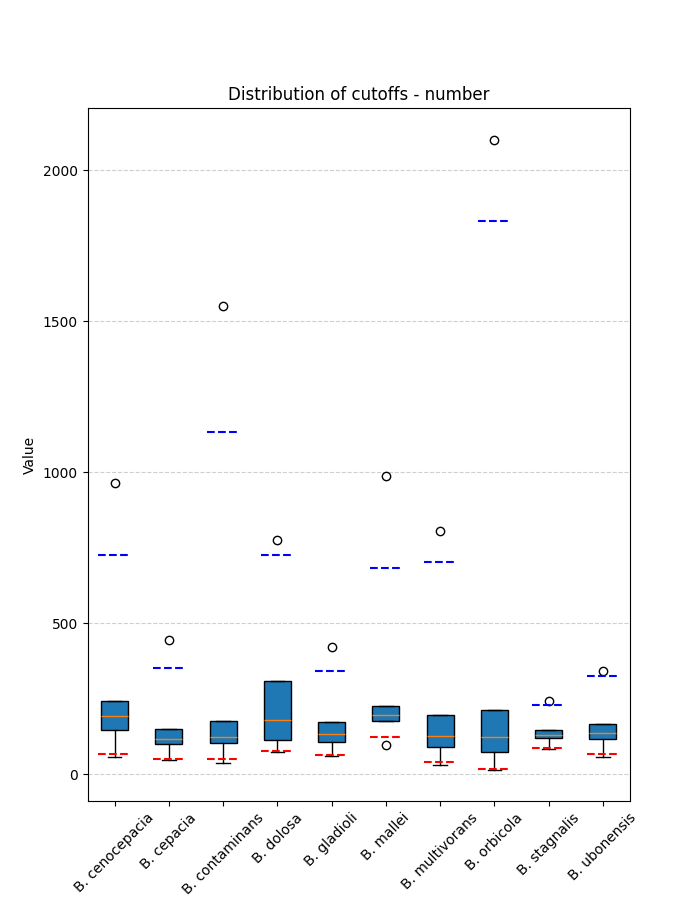 Distribution of cutoffs - number
Value
2000
1500
1000
500
0
B. cenocepacia
B. cepacia
B. contaminans
B. dolosa
B. gladioli
B. mallei
B. multivorans
B. orbicola
B. stagnalis
B. ubonensis